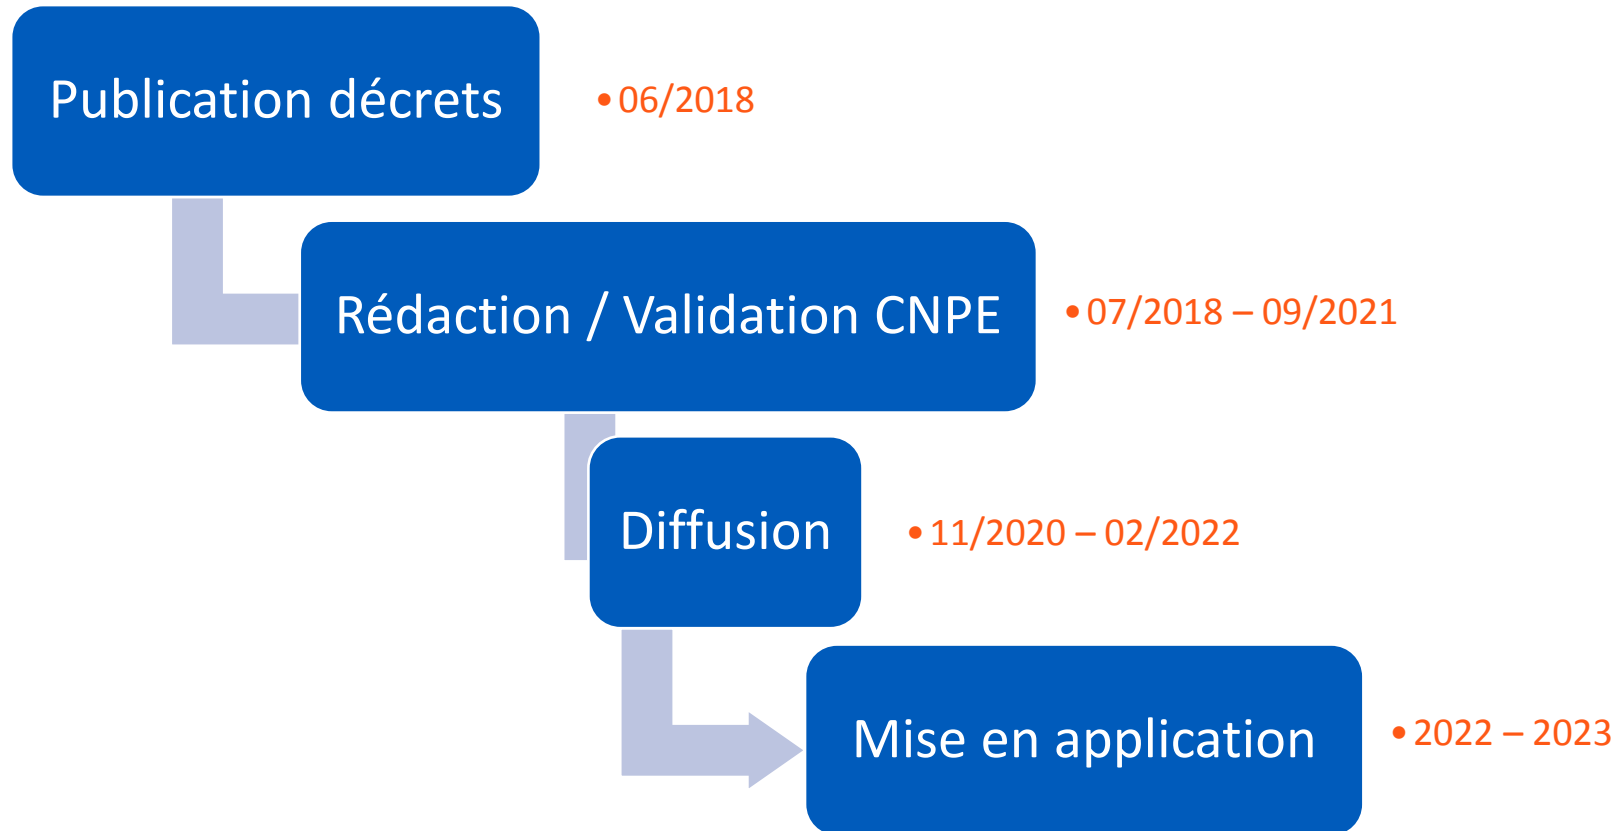 Publication décrets
• 06/2018
Rédaction / Validation CNPE
• 07/2018 – 09/2021
Diffusion
• 11/2020 – 02/2022
Mise en application
• 2022 – 2023